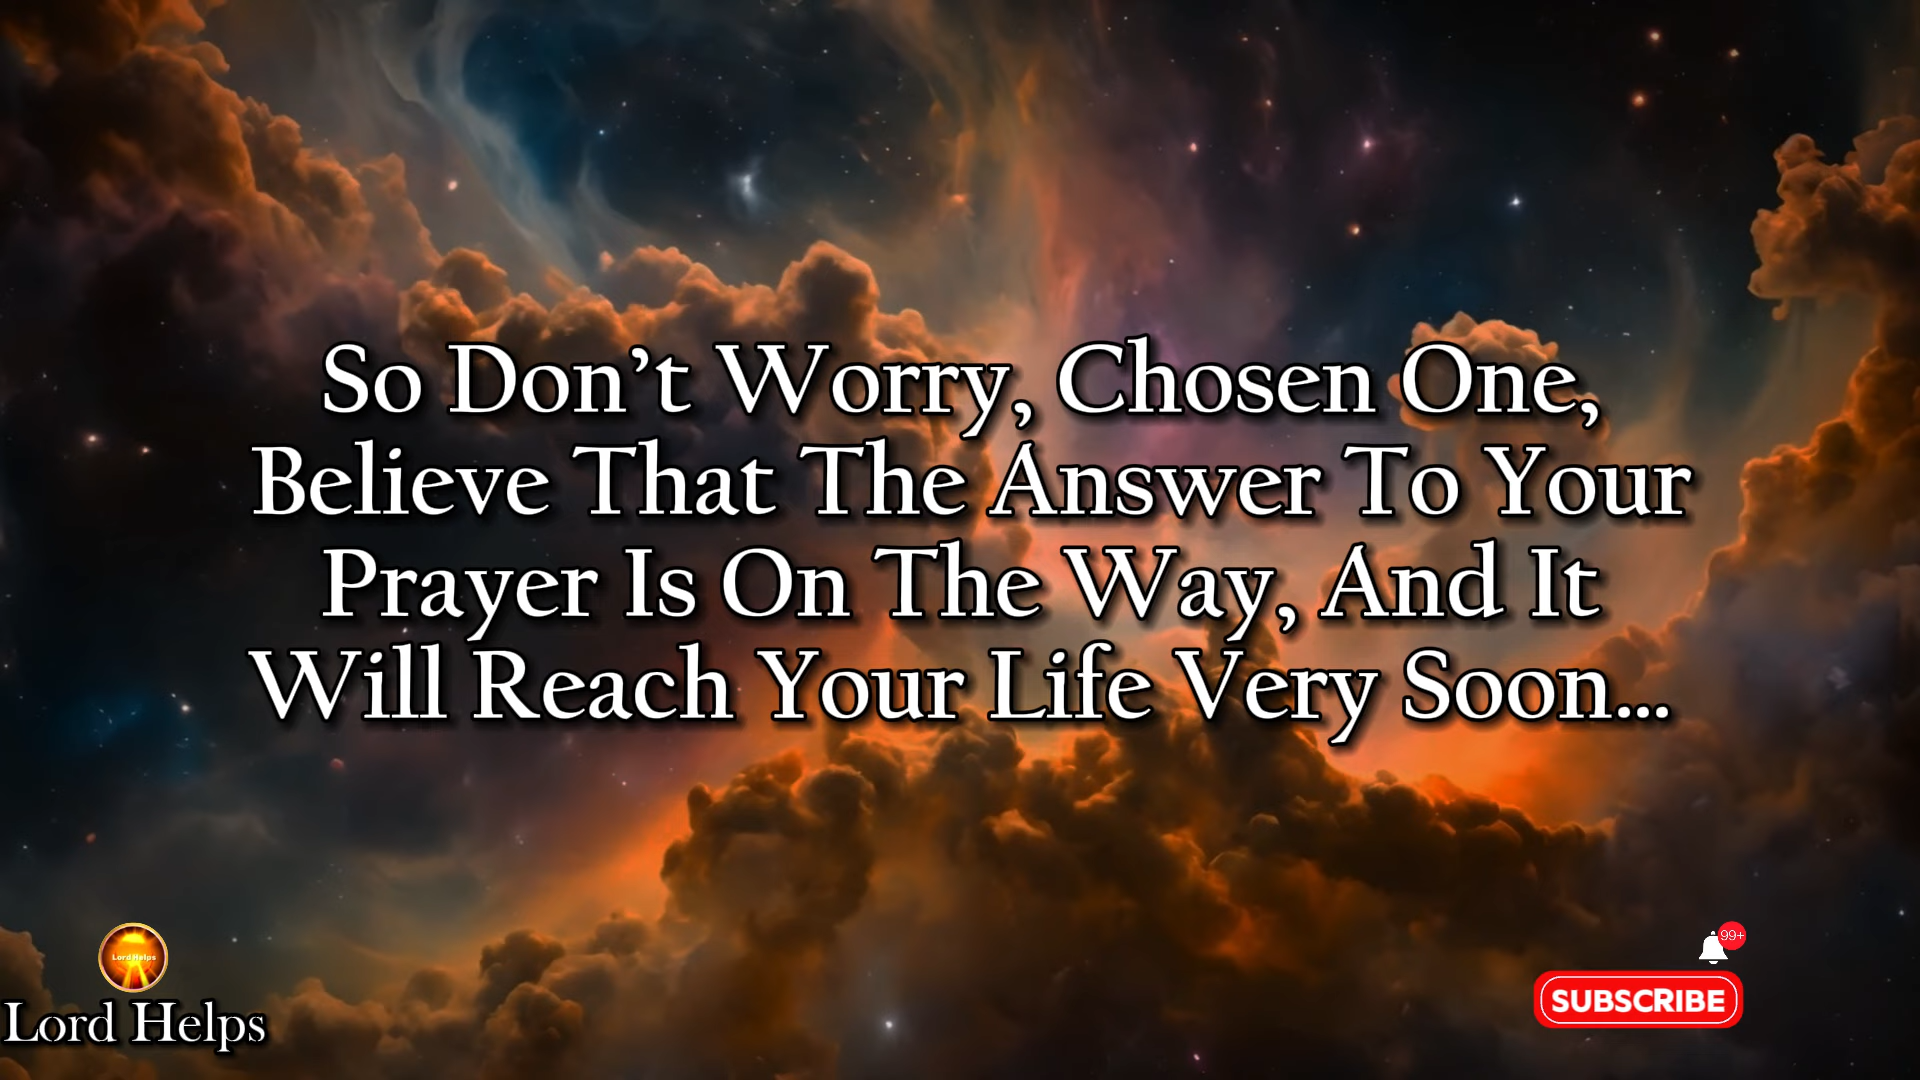 So Don’t Worry, Chosen One,
Believe That The Answer To Your
Prayer Is On The Way, And It
Will Reach Your Life Very Soon...
99+
LordHelps
SUBSCRIBE
Lord Helps